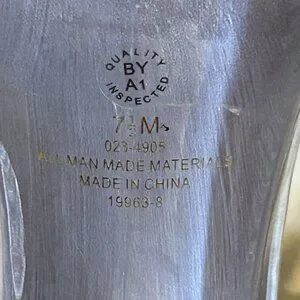 QUALITY
BY
A1
INSPECTED
7½M
023-4905
ALL MAN MADE MATERIALS
MADE IN CHINA
19963-8